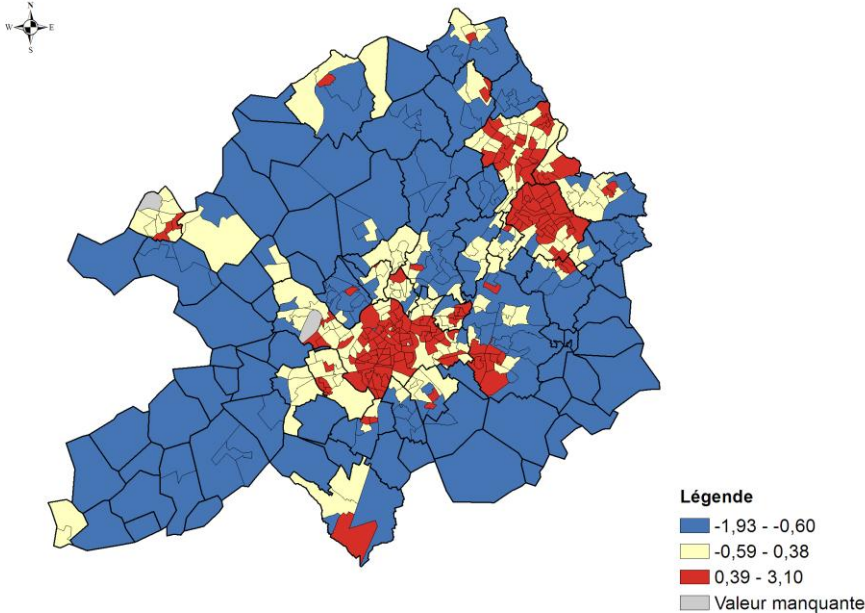 N
W E
S
Légende
-1,93 - -0,60
-0,59 - 0,38
0,39 - 3,10
Valeur manquante